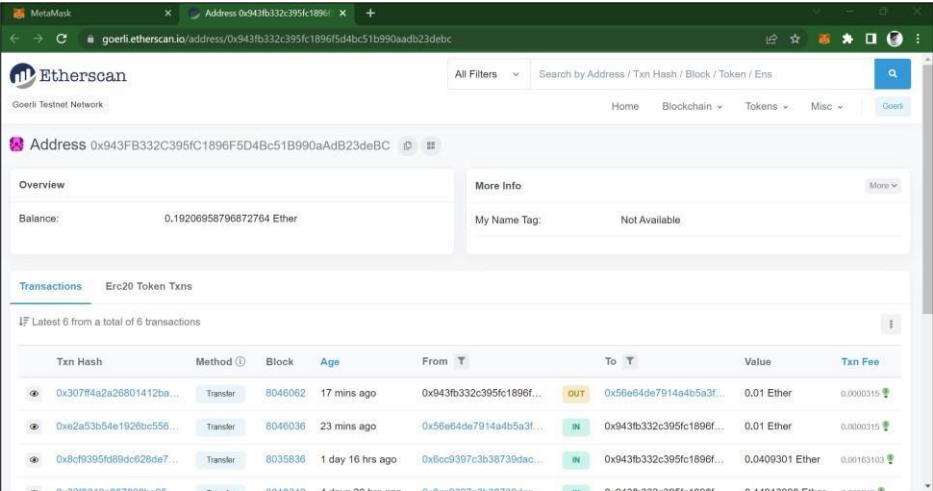 MetaMask
Address 0x943fb332c395fc1896f
goerli.etherscan.io/address/0x943fb332c395fc1896f5d4bc51b990aadb23debc
Etherscan
All Filters
Search by Address / Txn Hash / Block / Token / Ens
Goerli Testnet Network
Home Blockchain Tokens Misc Goerli
Address 0x943FB332C395fC1896F5D4Bc51B990aAdB23deBC
Overview
More Info
More
Balance: 0.19206958796872764 Ether
My Name Tag: Not Available
Transactions Erc20 Token Txns
Latest 6 from a total of 6 transactions
Txn Hash Method Block Age From To Value Txn Fee
0x307ff4a2a26801412ba... Transfer 8046062 17 mins ago 0x943fb332c395fc1896f... OUT 0x56e64de7914a4b5a3f... 0.01 Ether 0.0000315
0xe2a53b54e1926bc556... Transfer 8046036 23 mins ago 0x56e64de7914a4b5a3f... IN 0x943fb332c395fc1896f... 0.01 Ether 0.0000315
0x8cf9395fd89dc628de7... Transfer 8035836 1 day 16 hrs ago 0x6cc9397c3b38739dac... IN 0x943fb332c395fc1896f... 0.0409301 Ether 0.00163103